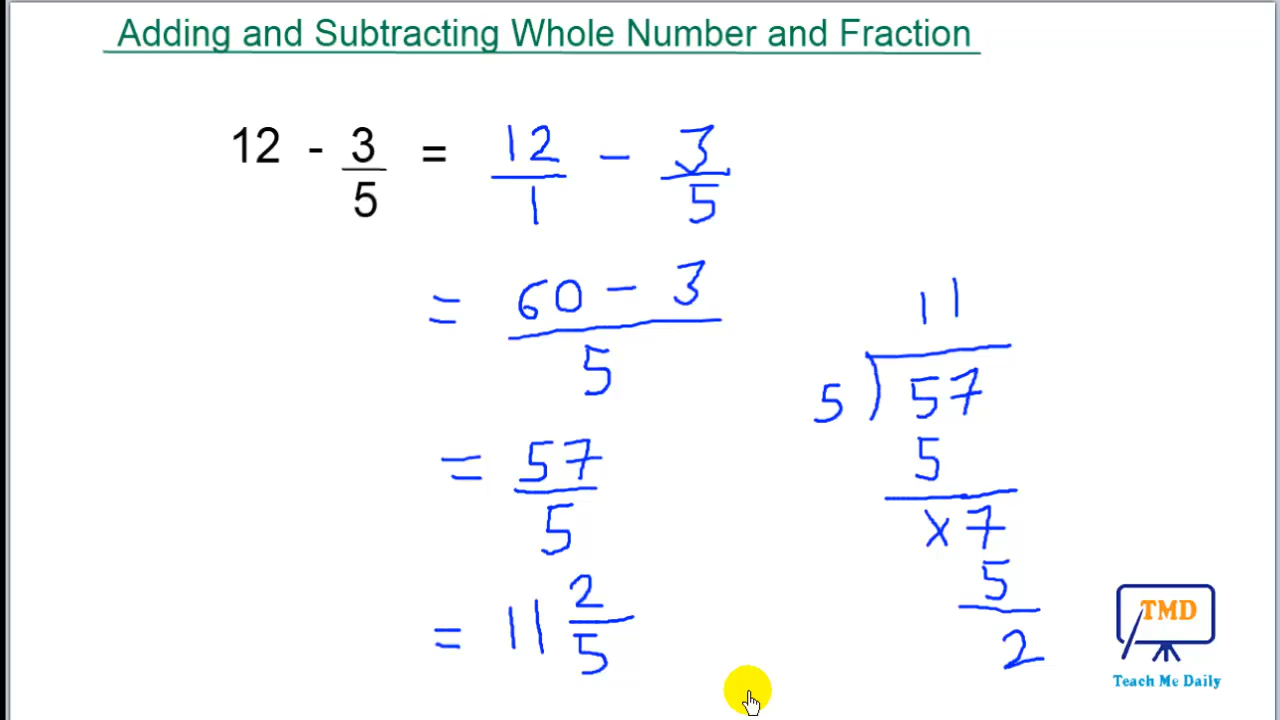 Adding and Subtracting Whole Number and Fraction
12 - 3/5 = 12/1 - 3/5
= 60 - 3/5
= 57/5
= 11 2/5
11
5 ) 57
5
x 7
5
2
TMD
Teach Me Daily